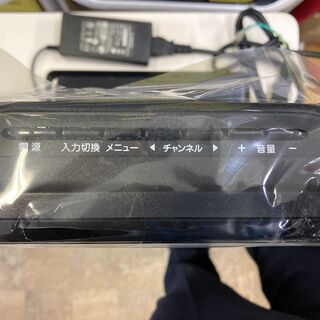 電源 入力切換 メニュー ◀ チャンネル ▶ + 音量 −